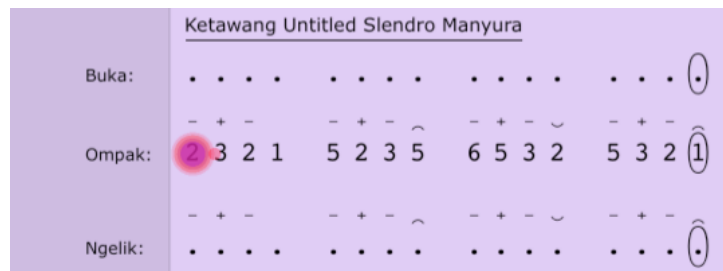 Ketawang Untitled Slendro Manyura
Buka: . . . . . . . . . . . . . . . .
- + - - + - ⌢ - + - ⌣ - + - ⌢
Ompak: 2 3 2 1 5 2 3 5 6 5 3 2 5 3 2 1
- + - - + - ⌢ - + - ⌣ - + - ⌢
Ngelik: . . . . . . . . . . . . . . . .